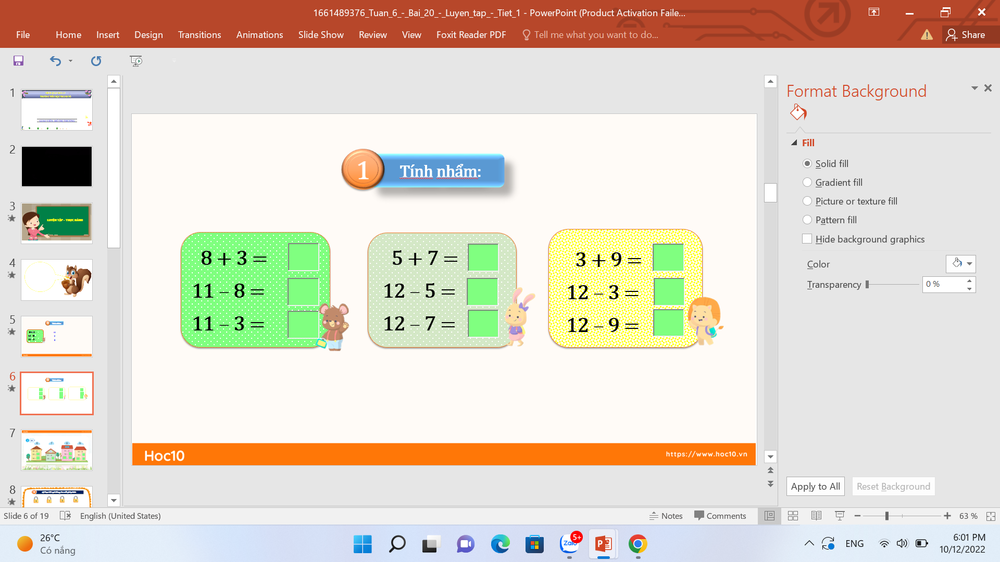 1661489376_Tuan_6_-_Bai_20_-_Luyen_tap_-_Tiet_1 - PowerPoint (Product Activation Faile...
File Home Insert Design Transitions Animations Slide Show Review View Foxit Reader PDF Tell me what you want to do... Share
1
2
3
LUYỆN TẬP – THỰC HÀNH
4
5
6
7
8
1 Tính nhẩm:
8 + 3 =
11 – 8 =
11 – 3 =
5 + 7 =
12 – 5 =
12 – 7 =
3 + 9 =
12 – 3 =
12 – 9 =
Hoc10
https://www.hoc10.vn
Format Background
Fill
Solid fill
Gradient fill
Picture or texture fill
Pattern fill
Hide background graphics
Color
Transparency 0 %
Apply to All Reset Background
Slide 6 of 19 English (United States) Notes Comments 63 %
26°C
Có nắng
Zalo 5+
ENG
6:01 PM
10/12/2022